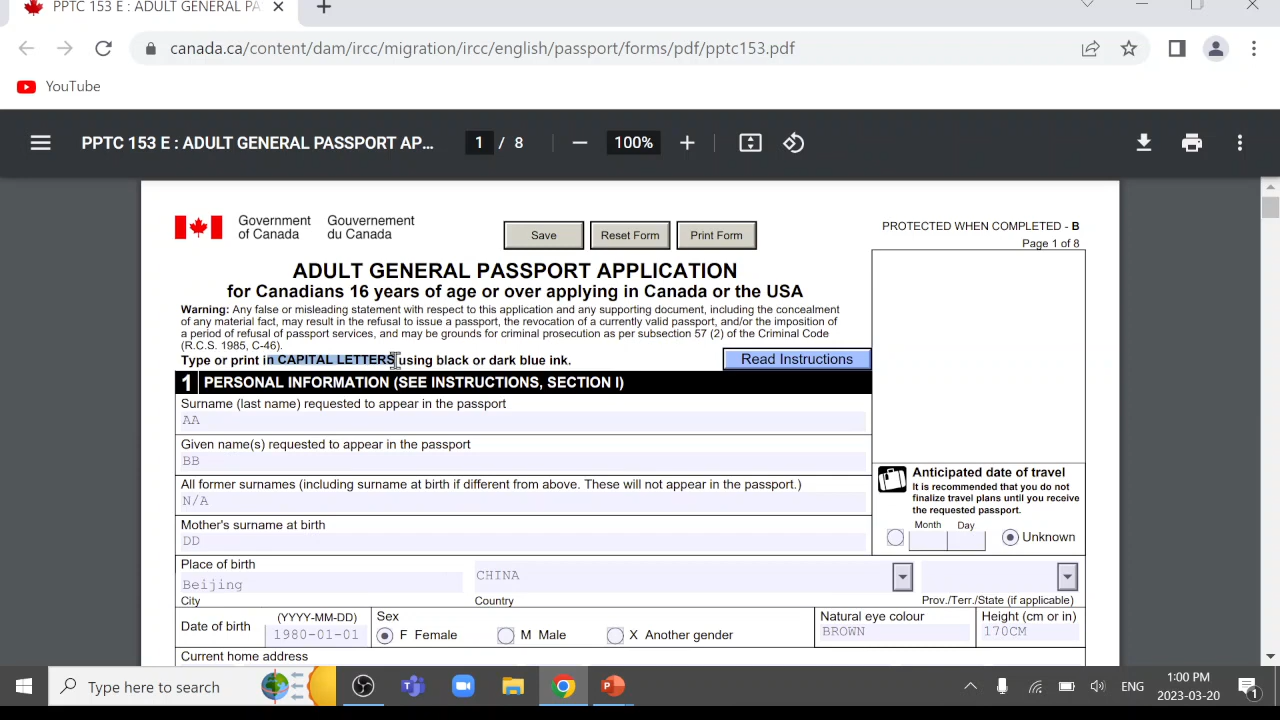 PPTC 153 E : ADULT GENERAL PA
canada.ca/content/dam/ircc/migration/ircc/english/passport/forms/pdf/pptc153.pdf
YouTube
PPTC 153 E : ADULT GENERAL PASSPORT AP...
1 / 8
100%
Government of Canada
Gouvernement du Canada
Save
Reset Form
Print Form
PROTECTED WHEN COMPLETED - B
Page 1 of 8
ADULT GENERAL PASSPORT APPLICATION
for Canadians 16 years of age or over applying in Canada or the USA
Warning: Any false or misleading statement with respect to this application and any supporting document, including the concealment
of any material fact, may result in the refusal to issue a passport, the revocation of a currently valid passport, and/or the imposition of
a period of refusal of passport services, and may be grounds for criminal prosecution as per subsection 57 (2) of the Criminal Code
(R.C.S. 1985, C-46).
Type or print in CAPITAL LETTERS using black or dark blue ink.
Read Instructions
1 PERSONAL INFORMATION (SEE INSTRUCTIONS, SECTION I)
Surname (last name) requested to appear in the passport
AA
Given name(s) requested to appear in the passport
BB
All former surnames (including surname at birth if different from above. These will not appear in the passport.)
N/A
Mother's surname at birth
DD
Anticipated date of travel
It is recommended that you do not
finalize travel plans until you receive
the requested passport.
Month Day
Unknown
Place of birth
Beijing
CHINA
City
Country
Prov./Terr./State (if applicable)
Date of birth
(YYYY-MM-DD)
1980-01-01
Sex
F Female
M Male
X Another gender
Natural eye colour
BROWN
Height (cm or in)
170CM
Current home address
Type here to search
ENG
1:00 PM
2023-03-20
1